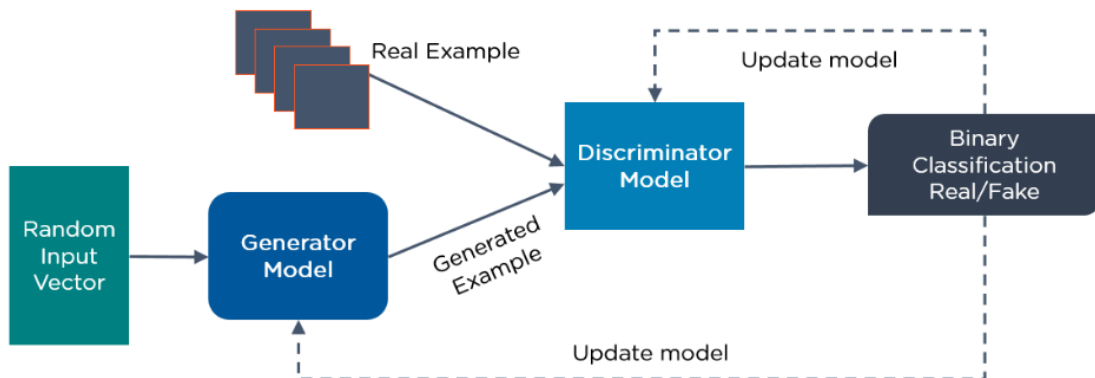 Real Example
Update model
Binary
Classification
Real/Fake
Discriminator
Model
Random
Input
Vector
Generator
Model
Generated
Example
Update model